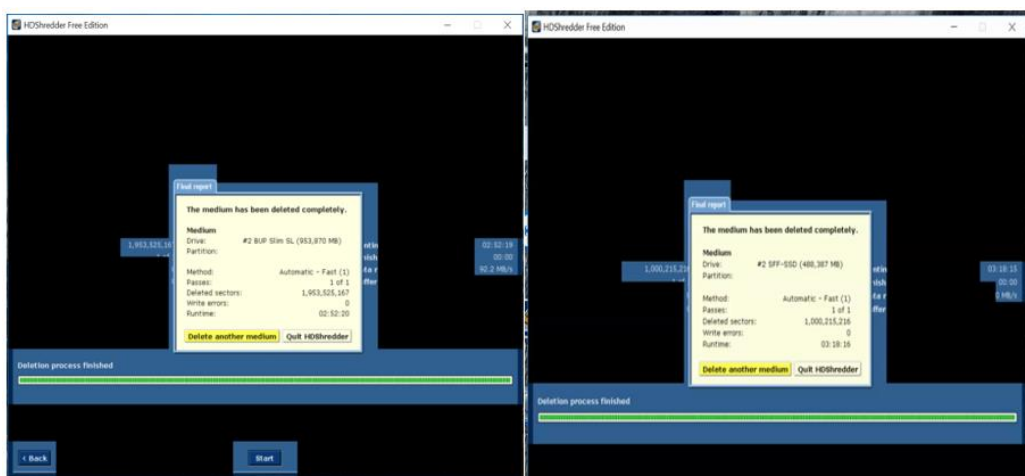 HDShredder Free Edition
Final report
The medium has been deleted completely.
Medium
Drive: #2 BUP Slim SL (953,870 MB)
Partition:
Method: Automatic - Fast (1)
Passes: 1 of 1
Deleted sectors: 1,953,525,167
Write errors: 0
Runtime: 02:52:20
Delete another medium Quit HDShredder
1,953,525,167
02:52:19
00:00
92.2 MB/s
Deletion process finished
< Back Start
HDShredder Free Edition
Final report
The medium has been deleted completely.
Medium
Drive: #2 SFF-SSD (488,387 MB)
Partition:
Method: Automatic - Fast (1)
Passes: 1 of 1
Deleted sectors: 1,000,215,216
Write errors: 0
Runtime: 03:18:16
Delete another medium Quit HDShredder
03:18:15
00:00
MB/s
Deletion process finished